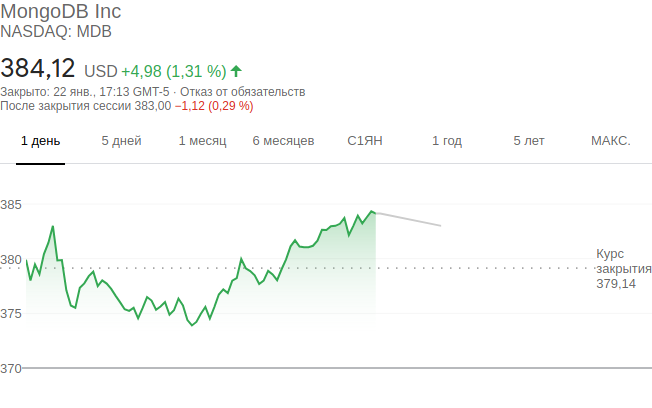 MongoDB Inc
NASDAQ: MDB
384,12 USD +4,98 (1,31 %)
Закрыто: 22 янв., 17:13 GMT-5 · Отказ от обязательств
После закрытия сессии 383,00 −1,12 (0,29 %)
1 день 5 дней 1 месяц 6 месяцев С1ЯН 1 год 5 лет МАКС.
385
380
375
370
Курс
закрытия
379,14